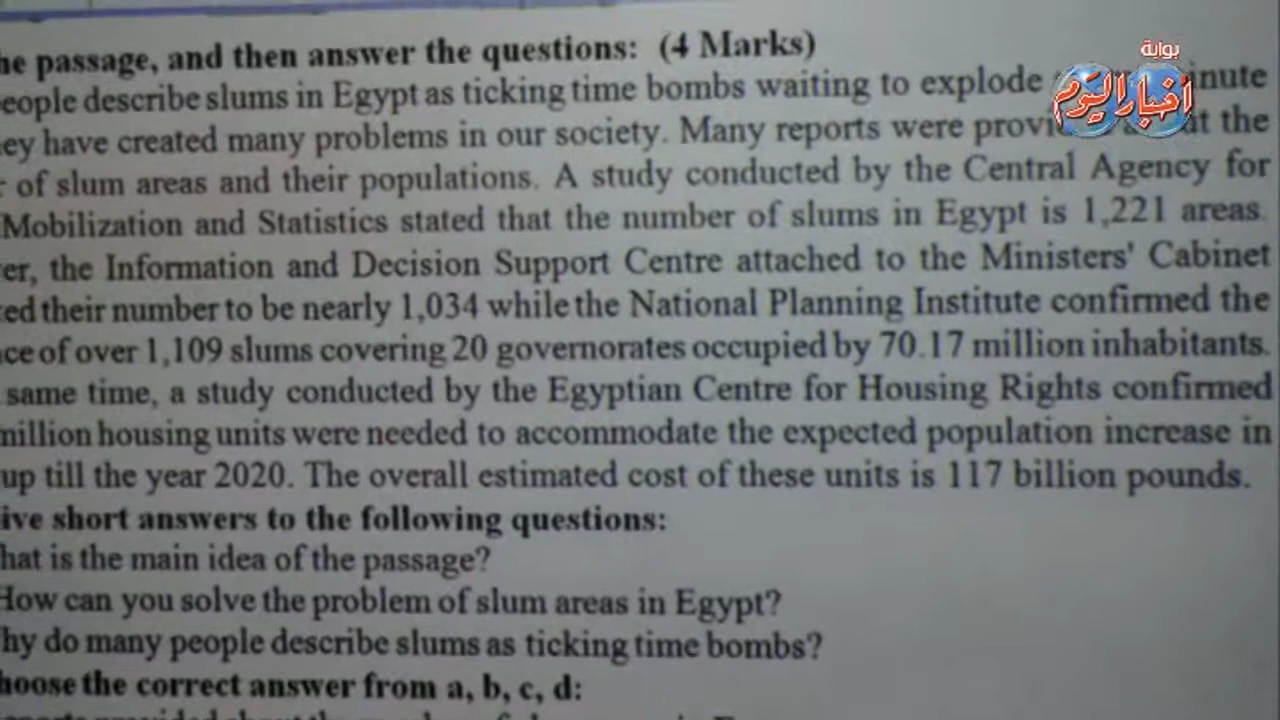 بوابة
أخبار اليوم
he passage, and then answer the questions: (4 Marks)
eople describe slums in Egypt as ticking time bombs waiting to explode inute
ey have created many problems in our society. Many reports were provi t the
r of slum areas and their populations. A study conducted by the Central Agency for
Mobilization and Statistics stated that the number of slums in Egypt is 1,221 areas.
er, the Information and Decision Support Centre attached to the Ministers' Cabinet
ed their number to be nearly 1,034 while the National Planning Institute confirmed the
ce of over 1,109 slums covering 20 governorates occupied by 70.17 million inhabitants.
same time, a study conducted by the Egyptian Centre for Housing Rights confirmed
million housing units were needed to accommodate the expected population increase in
up till the year 2020. The overall estimated cost of these units is 117 billion pounds.
ive short answers to the following questions:
hat is the main idea of the passage?
How can you solve the problem of slum areas in Egypt?
hy do many people describe slums as ticking time bombs?
hoose the correct answer from a, b, c, d: